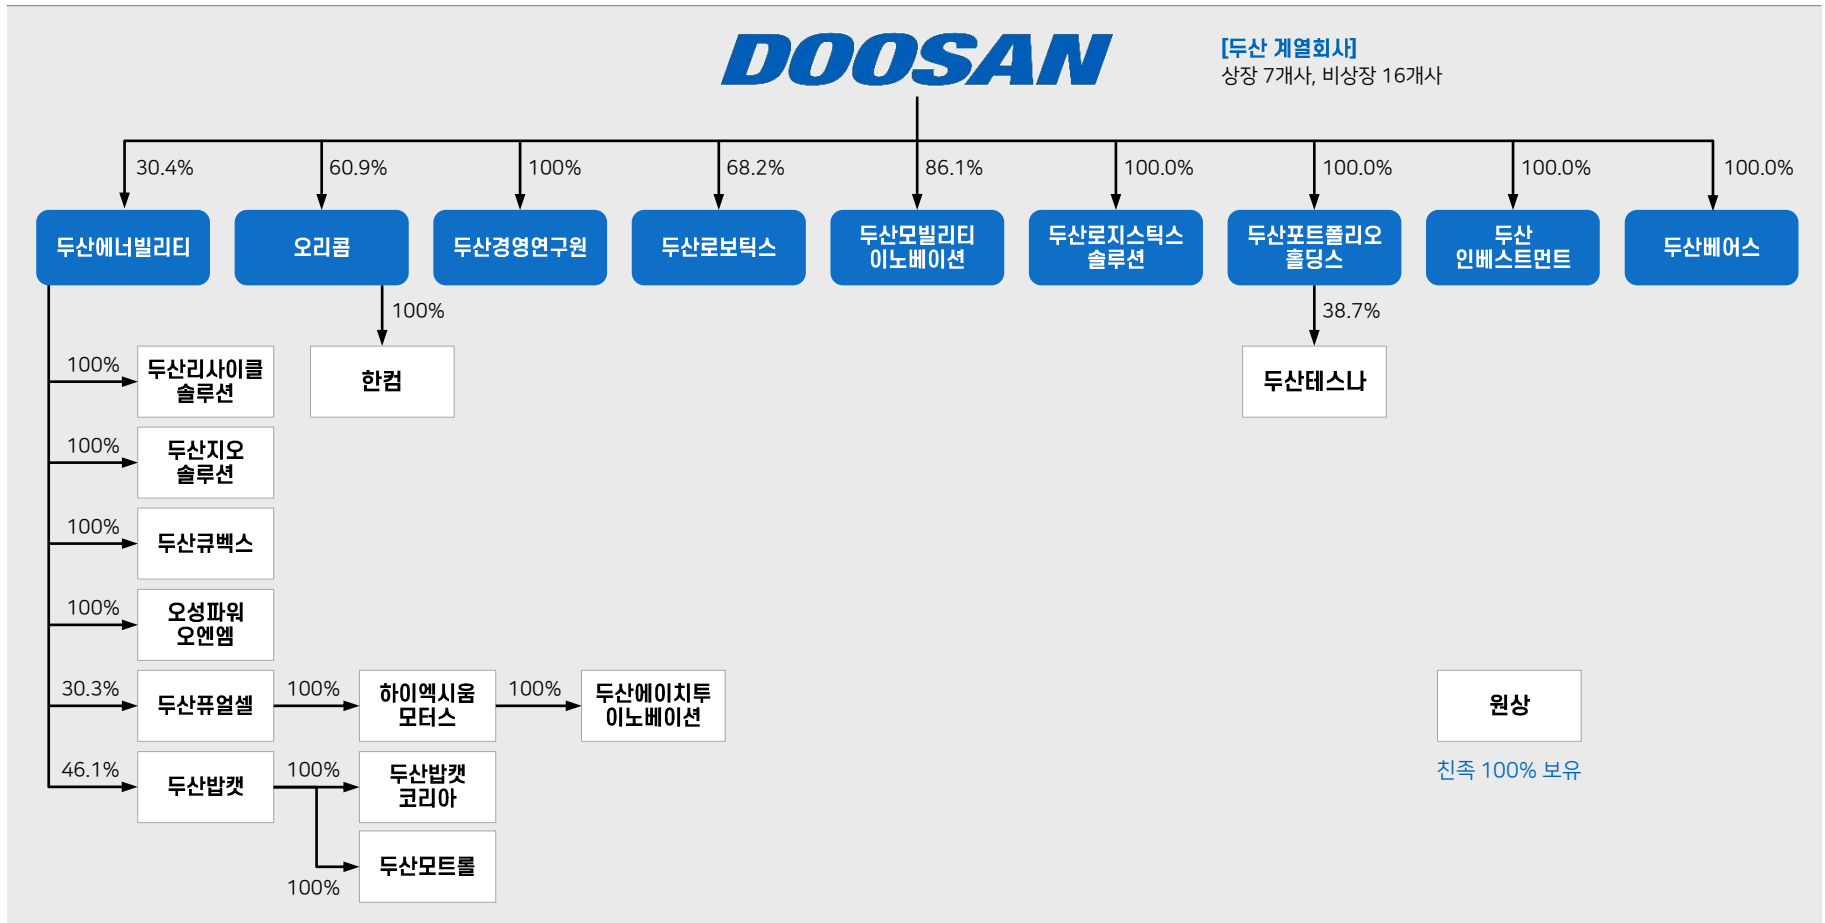 DOOSAN
[두산 계열회사]
상장 7개사, 비상장 16개사
30.4%
60.9%
100%
68.2%
86.1%
100.0%
100.0%
100.0%
100.0%
두산에너빌리티
오리콤
두산경영연구원
두산로보틱스
두산모빌리티
이노베이션
두산로지스틱스
솔루션
두산포트폴리오
홀딩스
두산
인베스트먼트
두산베어스
100%
38.7%
100%
두산리사이클
솔루션
한컴
두산테스나
100%
두산지오
솔루션
100%
두산큐벡스
100%
오성파워
오엔엠
30.3%
두산퓨얼셀
100%
하이엑시움
모터스
100%
두산에이치투
이노베이션
원상
친족 100% 보유
46.1%
두산밥캣
100%
두산밥캣
코리아
두산모트롤
100%